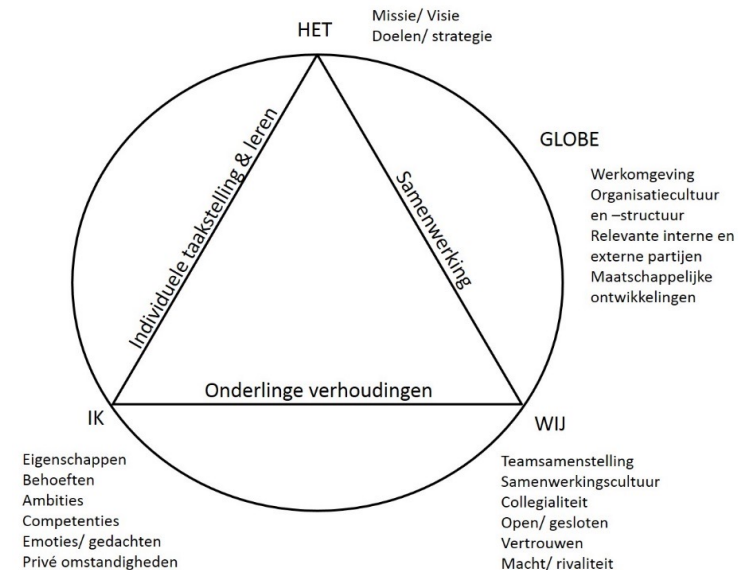 HET
Missie/ Visie
Doelen/ strategie
GLOBE
Werkomgeving
Organisatiecultuur
en –structuur
Relevante interne en
externe partijen
Maatschappelijke
ontwikkelingen
Individuele taakstelling & leren
Samenwerking
Onderlinge verhoudingen
IK
Eigenschappen
Behoeften
Ambities
Competenties
Emoties/ gedachten
Privé omstandigheden
WIJ
Teamsamenstelling
Samenwerkingscultuur
Collegialiteit
Open/ gesloten
Vertrouwen
Macht/ rivaliteit